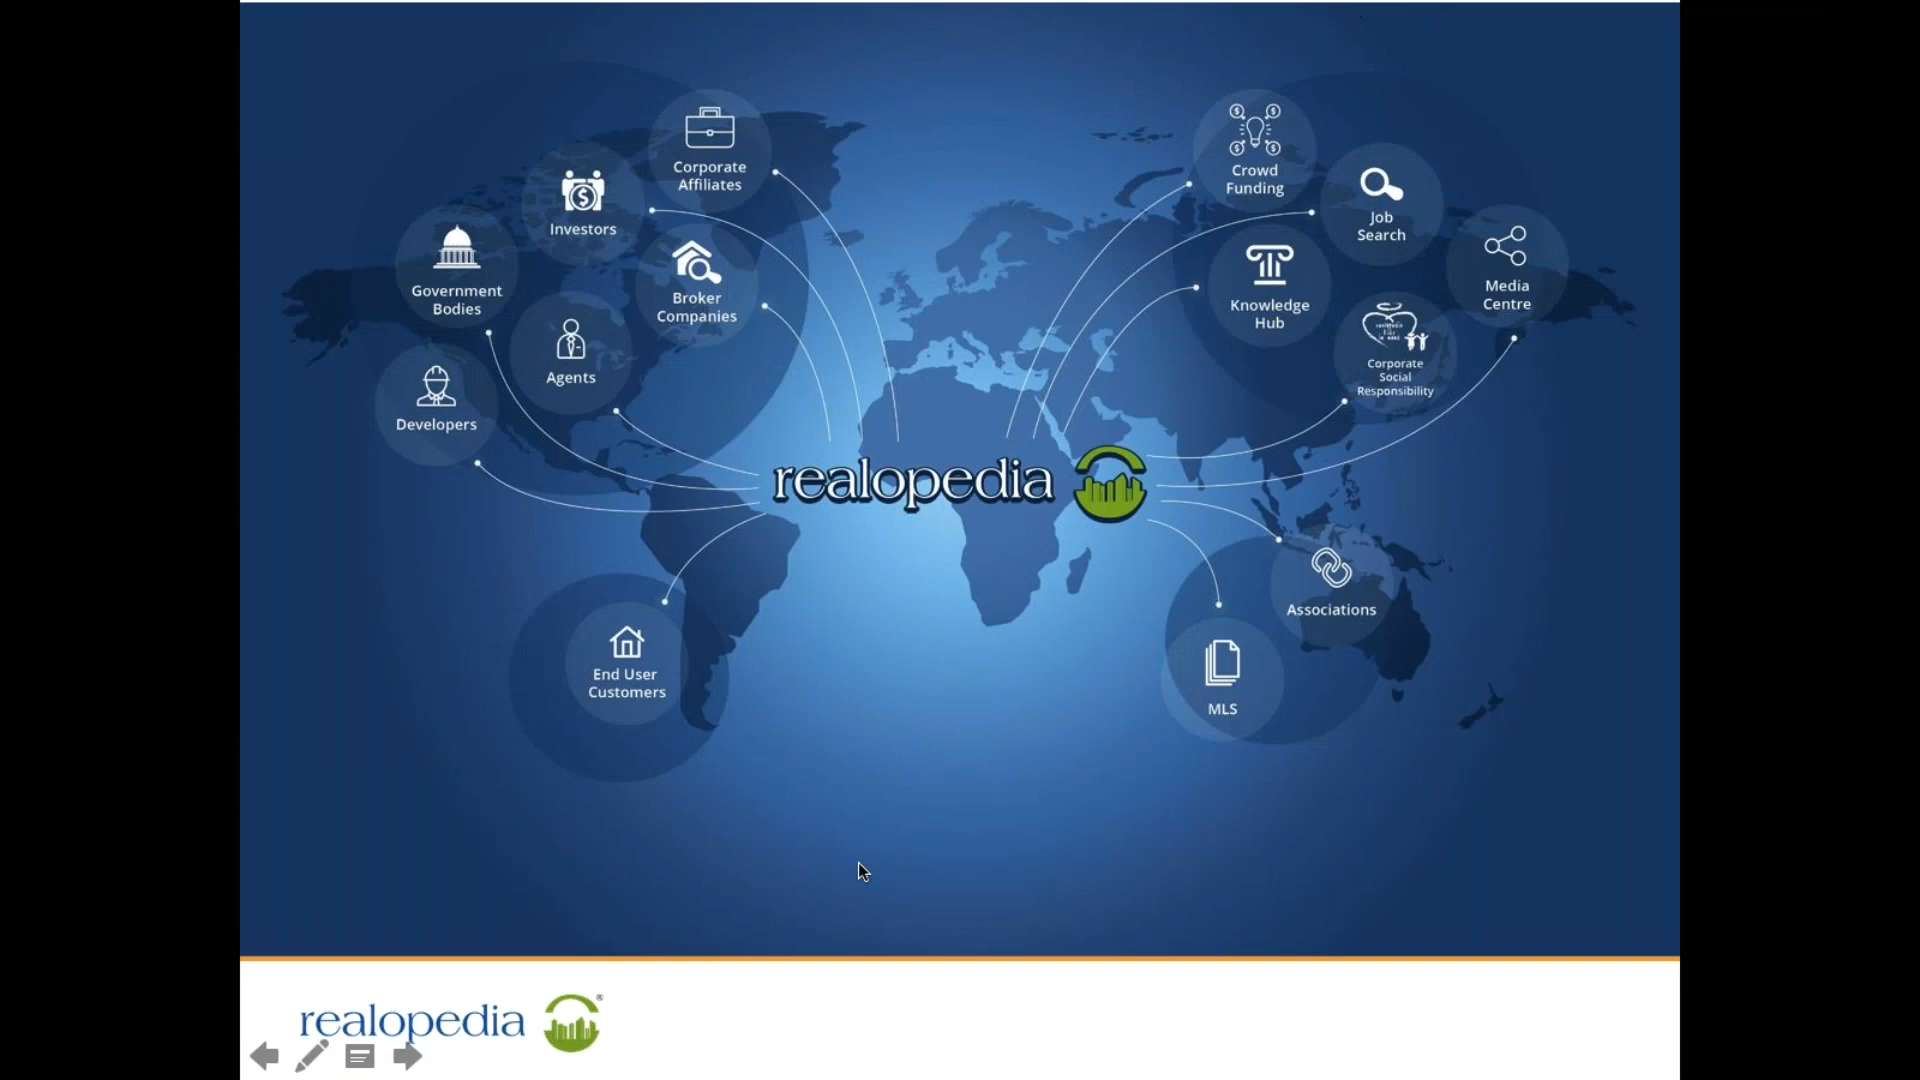 Corporate
Affiliates
Investors
Government
Bodies
Broker
Companies
Agents
Developers
Crowd
Funding
Job
Search
Media
Centre
Knowledge
Hub
Corporate
Social
Responsibility
realopedia
End User
Customers
Associations
MLS
realopedia